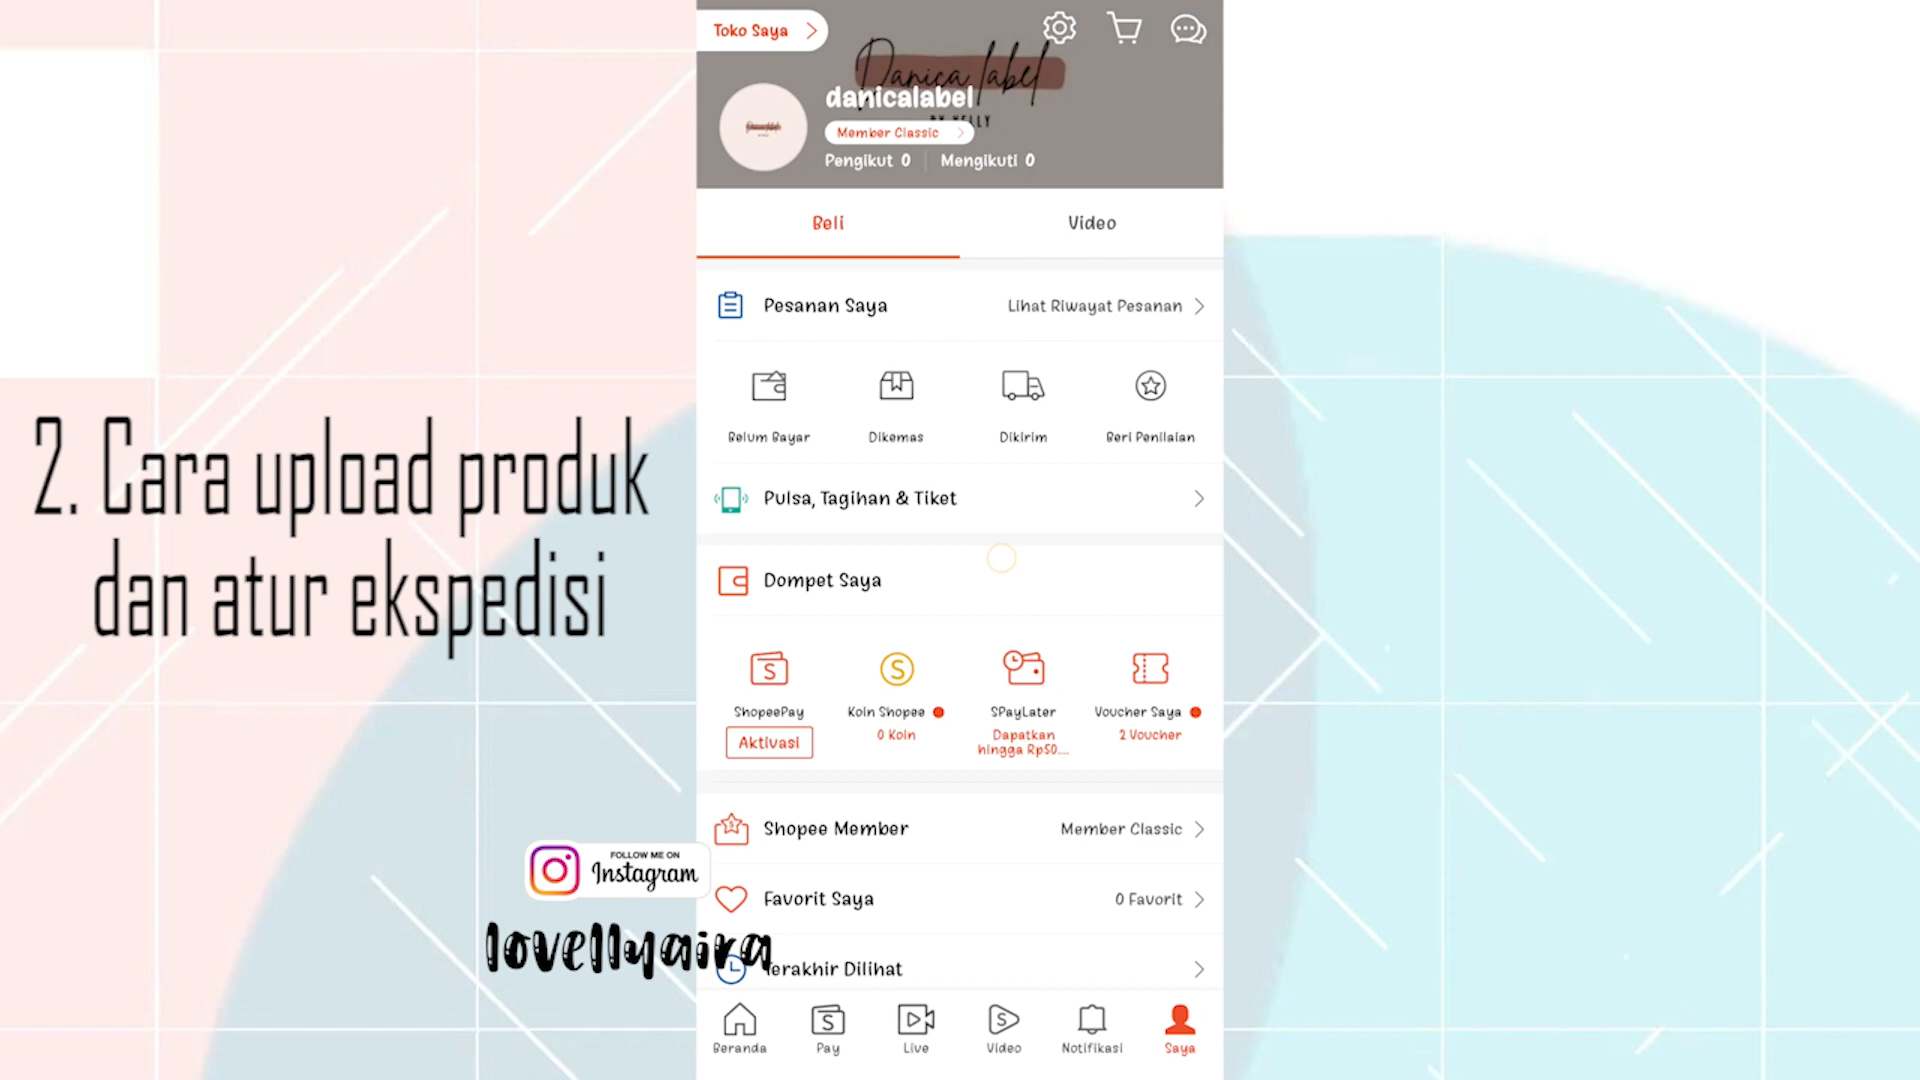 Toko Saya
Danica label
danicalabel
Member Classic
Pengikut 0
Mengikuti 0
Beli
Video
Pesanan Saya
Lihat Riwayat Pesanan
Belum Bayar
Dikemas
Dikirim
Beri Penilaian
Pulsa, Tagihan & Tiket
2. Cara upload produk
dan atur ekspedisi
Dompet Saya
ShopeePay
Aktivasi
Koin Shopee
0 Koin
SPayLater
Dapatkan
hingga Rp50....
Voucher Saya
2 Voucher
Shopee Member
Member Classic
FOLLOW ME ON
Instagram
Favorit Saya
0 Favorit
lovellyaira
Terakhir Dilihat
Beranda
Pay
Live
Video
Notifikasi
Saya